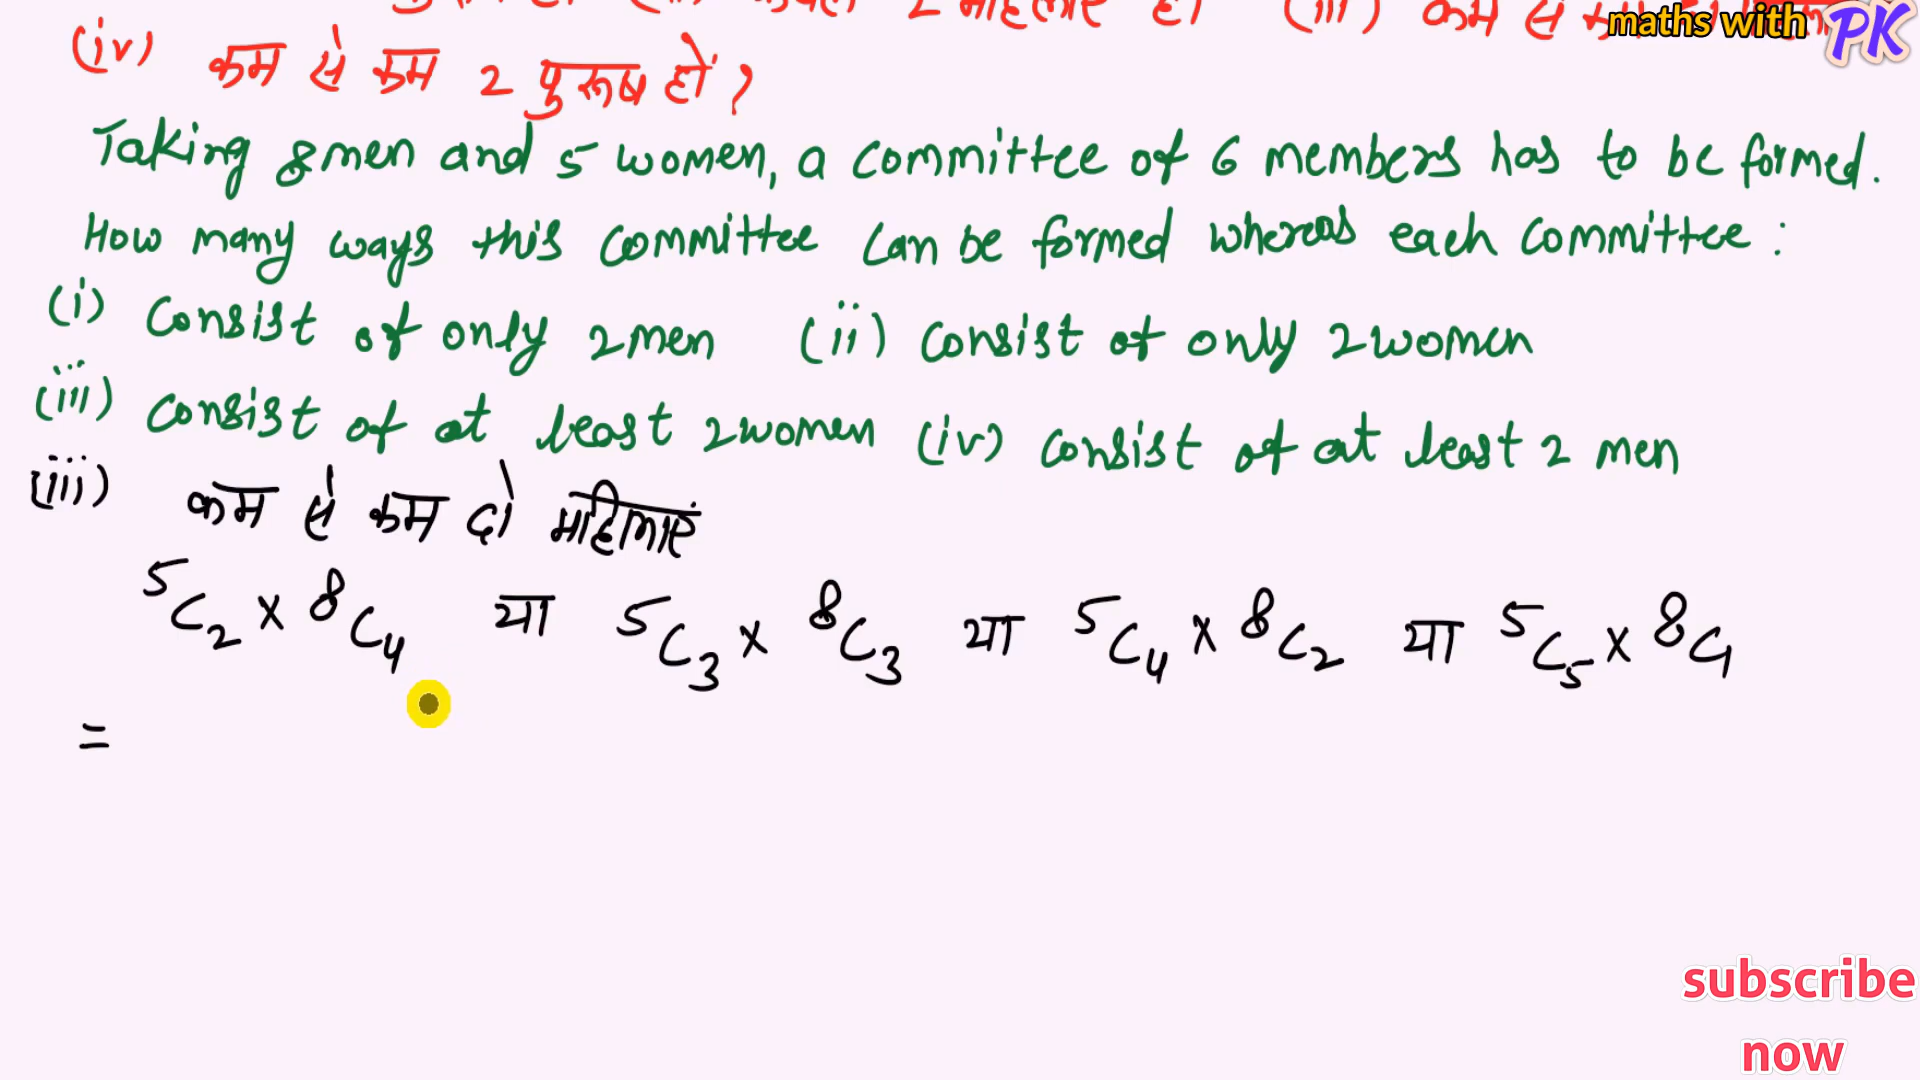 (iii) कम से
maths with PK
(iv) कम से कम 2 पुरूष हों?
Taking 8 men and 5 women, a committee of 6 members has to be formed.
How many ways this committee can be formed whereas each committee :
(i) consist of only 2 men (ii) consist of only 2 women
(iii) consist of at least 2 women (iv) consist of at least 2 men
(iii) कम से कम दो महिलाएं
⁵C₂ × ⁸C₄ या ⁵C₃ × ⁸C₃ या ⁵C₄ × ⁸C₂ या ⁵C₅ × ⁸C₁
=
subscribe
now